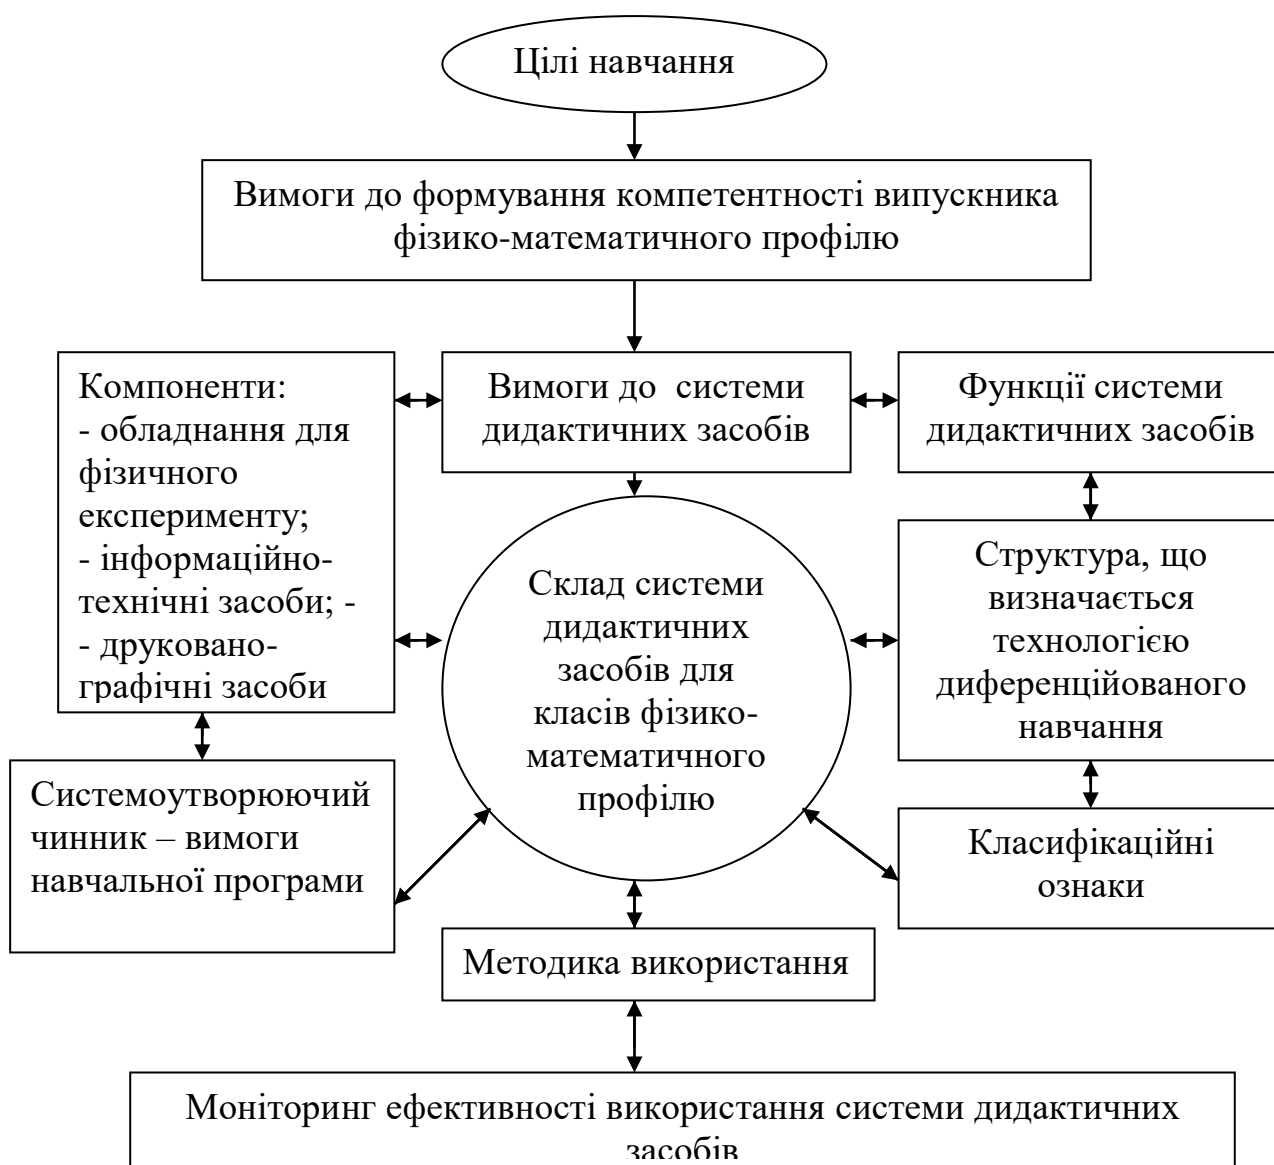 Цілі навчання
Вимоги до формування компетентності випускника
фізико-математичного профілю
Компоненти:
- обладнання для
фізичного
експерименту;
- інформаційно-
технічні засоби; -
- друковано-
графічні засоби
Вимоги до  системи
дидактичних засобів
Функції системи
дидактичних засобів
Склад системи
дидактичних
засобів для
класів фізико-
математичного
профілю
Структура, що
визначається
технологією
диференційованого
навчання
Системоутворюючий
чинник – вимоги
навчальної програми
Класифікаційні
ознаки
Методика використання
Моніторинг ефективності використання системи дидактичних
засобів